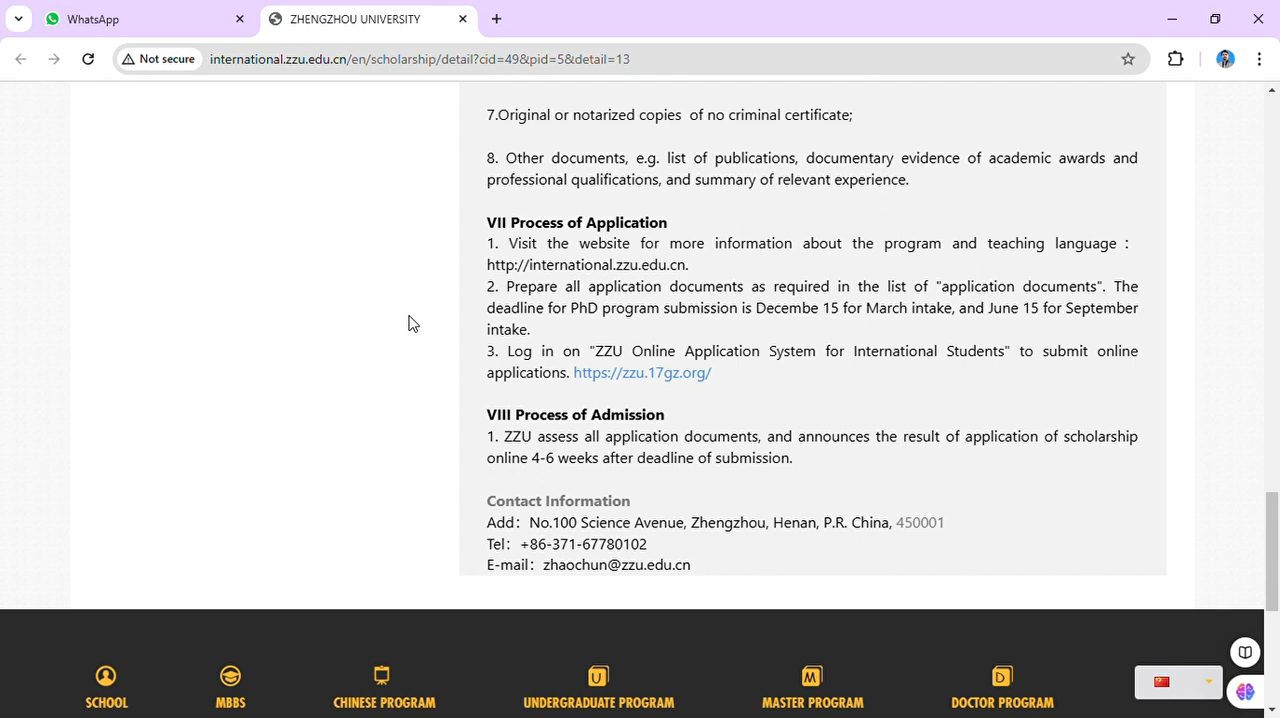 WhatsApp
ZHENGZHOU UNIVERSITY
Not secure
international.zzu.edu.cn/en/scholarship/detail?cid=49&pid=5&detail=13
7.Original or notarized copies of no criminal certificate;
8. Other documents, e.g. list of publications, documentary evidence of academic awards and
professional qualifications, and summary of relevant experience.
VII Process of Application
1. Visit the website for more information about the program and teaching language：
http://international.zzu.edu.cn.
2. Prepare all application documents as required in the list of "application documents". The
deadline for PhD program submission is Decembe 15 for March intake, and June 15 for September
intake.
3. Log in on "ZZU Online Application System for International Students" to submit online
applications. https://zzu.17gz.org/
VIII Process of Admission
1. ZZU assess all application documents, and announces the result of application of scholarship
online 4-6 weeks after deadline of submission.
Contact Information
Add：No.100 Science Avenue, Zhengzhou, Henan, P.R. China, 450001
Tel：+86-371-67780102
E-mail：zhaochun@zzu.edu.cn
SCHOOL
MBBS
CHINESE PROGRAM
U
UNDERGRADUATE PROGRAM
M
MASTER PROGRAM
D
DOCTOR PROGRAM